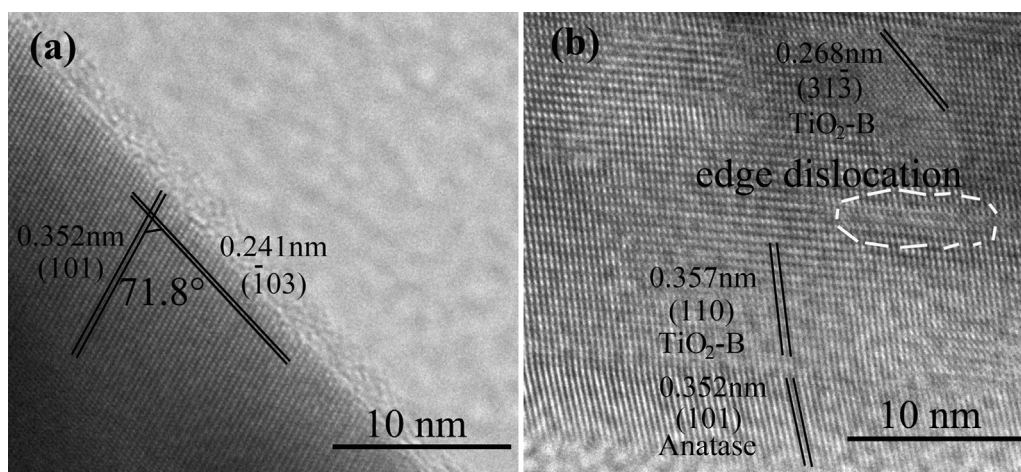 (a)
0.352nm
(101)
71.8°
0.241nm
(1̄03)
10 nm
(b)
0.268nm
(313̄)
TiO₂-B
edge dislocation
0.357nm
(110)
TiO₂-B
0.352nm
(101)
Anatase
10 nm